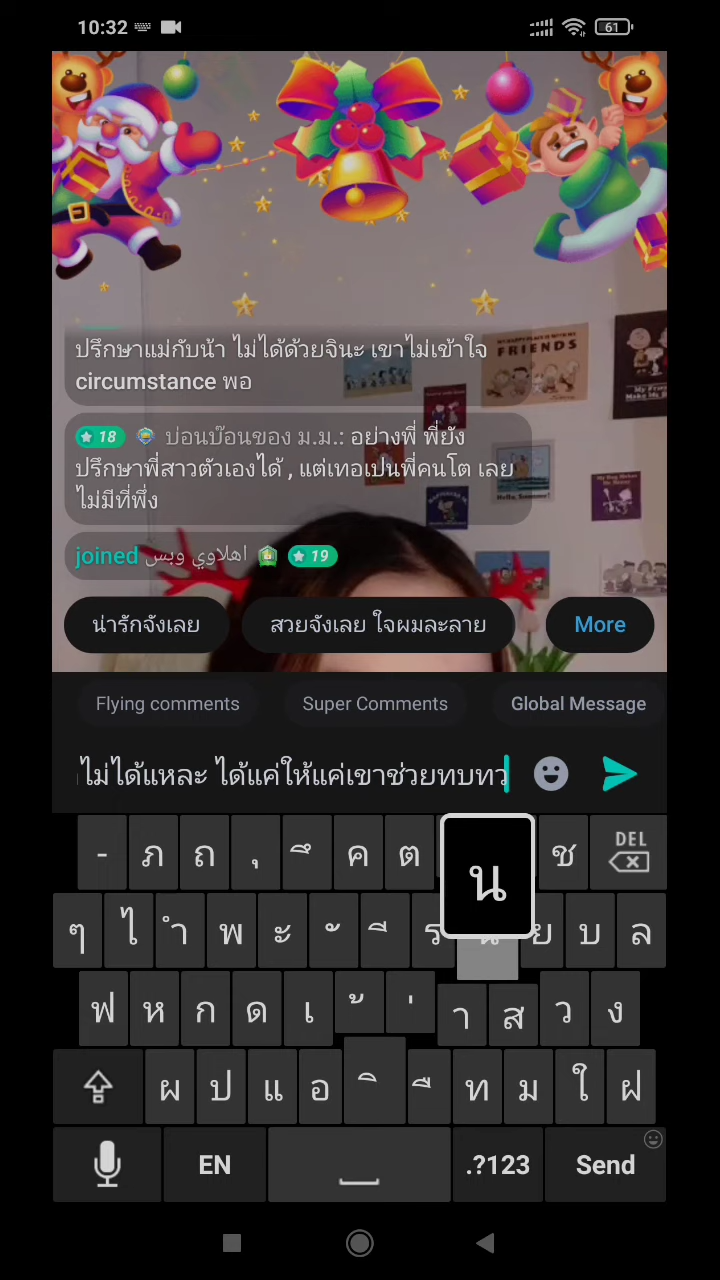 10:32
61
FRIENDS
ปรึกษาแม่กับน้า ไม่ได้ด้วยจินะ เขาไม่เข้าใจ
circumstance พอ
18 บ่อนบ๊อนของ ม.ม.: อย่างพี่ พี่ยัง
ปรึกษาพี่สาวตัวเองได้ , แต่เทอเปนพี่คนโต เลย
ไม่มีที่พึ่ง
joined اهلاوي وبس 19
น่ารักจังเลย สวยจังเลย ใจผมละลาย More
Flying comments Super Comments Global Message
ไม่ได้แหละ ได้แค่ให้แค่เขาช่วยทบทว
- ภ ถ ุ ึ ค ต น ช DEL
ๆ ไ ำ พ ะ ั ี ร น ย บ ล
ฟ ห ก ด เ ้ ่ า ส ว ง
ผ ป แ อ ิ ื ท ม ใ ฝ
EN .?123 Send